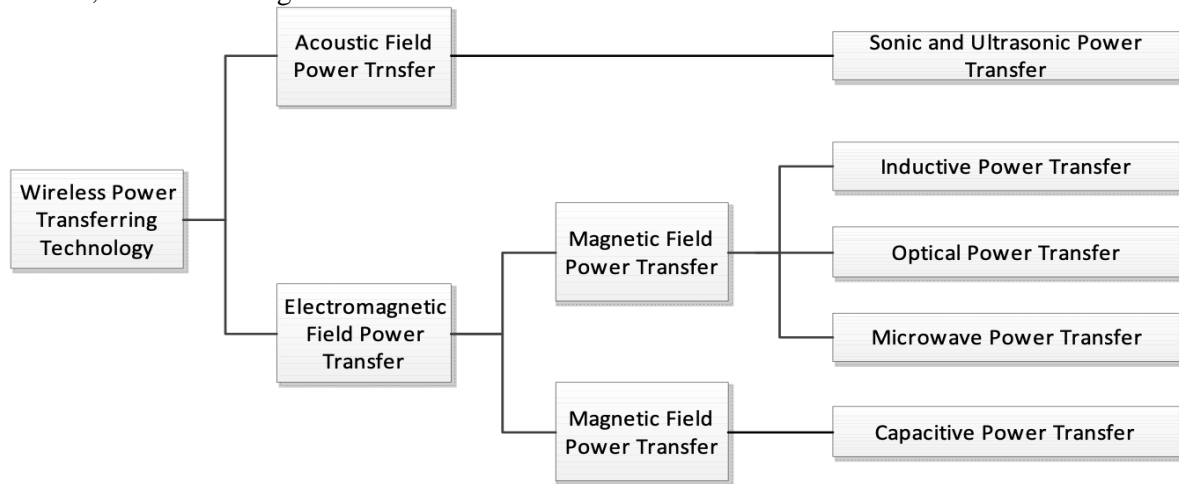 Acoustic Field
Power Trnsfer
Sonic and Ultrasonic Power
Transfer
Wireless Power
Transferring
Technology
Inductive Power Transfer
Magnetic Field
Power Transfer
Optical Power Transfer
Electromagnetic
Field Power
Transfer
Microwave Power Transfer
Magnetic Field
Power Transfer
Capacitive Power Transfer